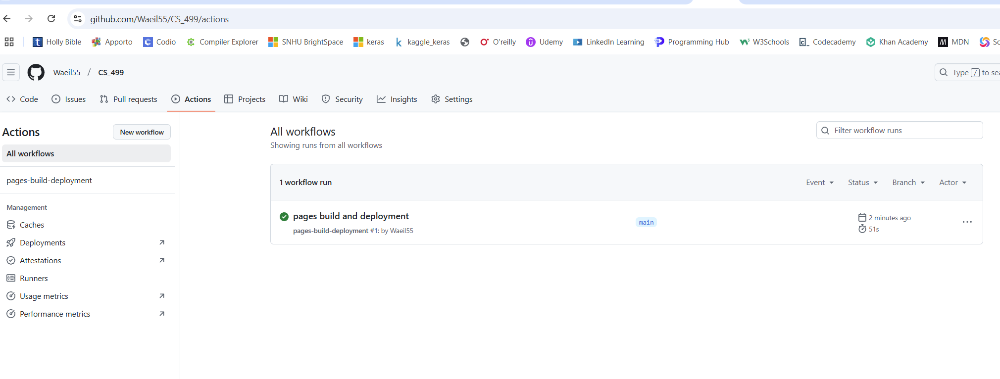 github.com/Waeil55/CS_499/actions
Holly Bible Apporto Codio Compiler Explorer SNHU BrightSpace keras kaggle_keras O'reilly Udemy LinkedIn Learning Programming Hub W3Schools Codecademy Khan Academy MDN
Waeil55 / CS_499
Type / to sea
Code Issues Pull requests Actions Projects Wiki Security Insights Settings
Actions
New workflow
All workflows
pages-build-deployment
Management
Caches
Deployments
Attestations
Runners
Usage metrics
Performance metrics
All workflows
Showing runs from all workflows
Filter workflow runs
1 workflow run
Event Status Branch Actor
pages build and deployment
pages-build-deployment #1: by Waeil55
main
2 minutes ago
51s